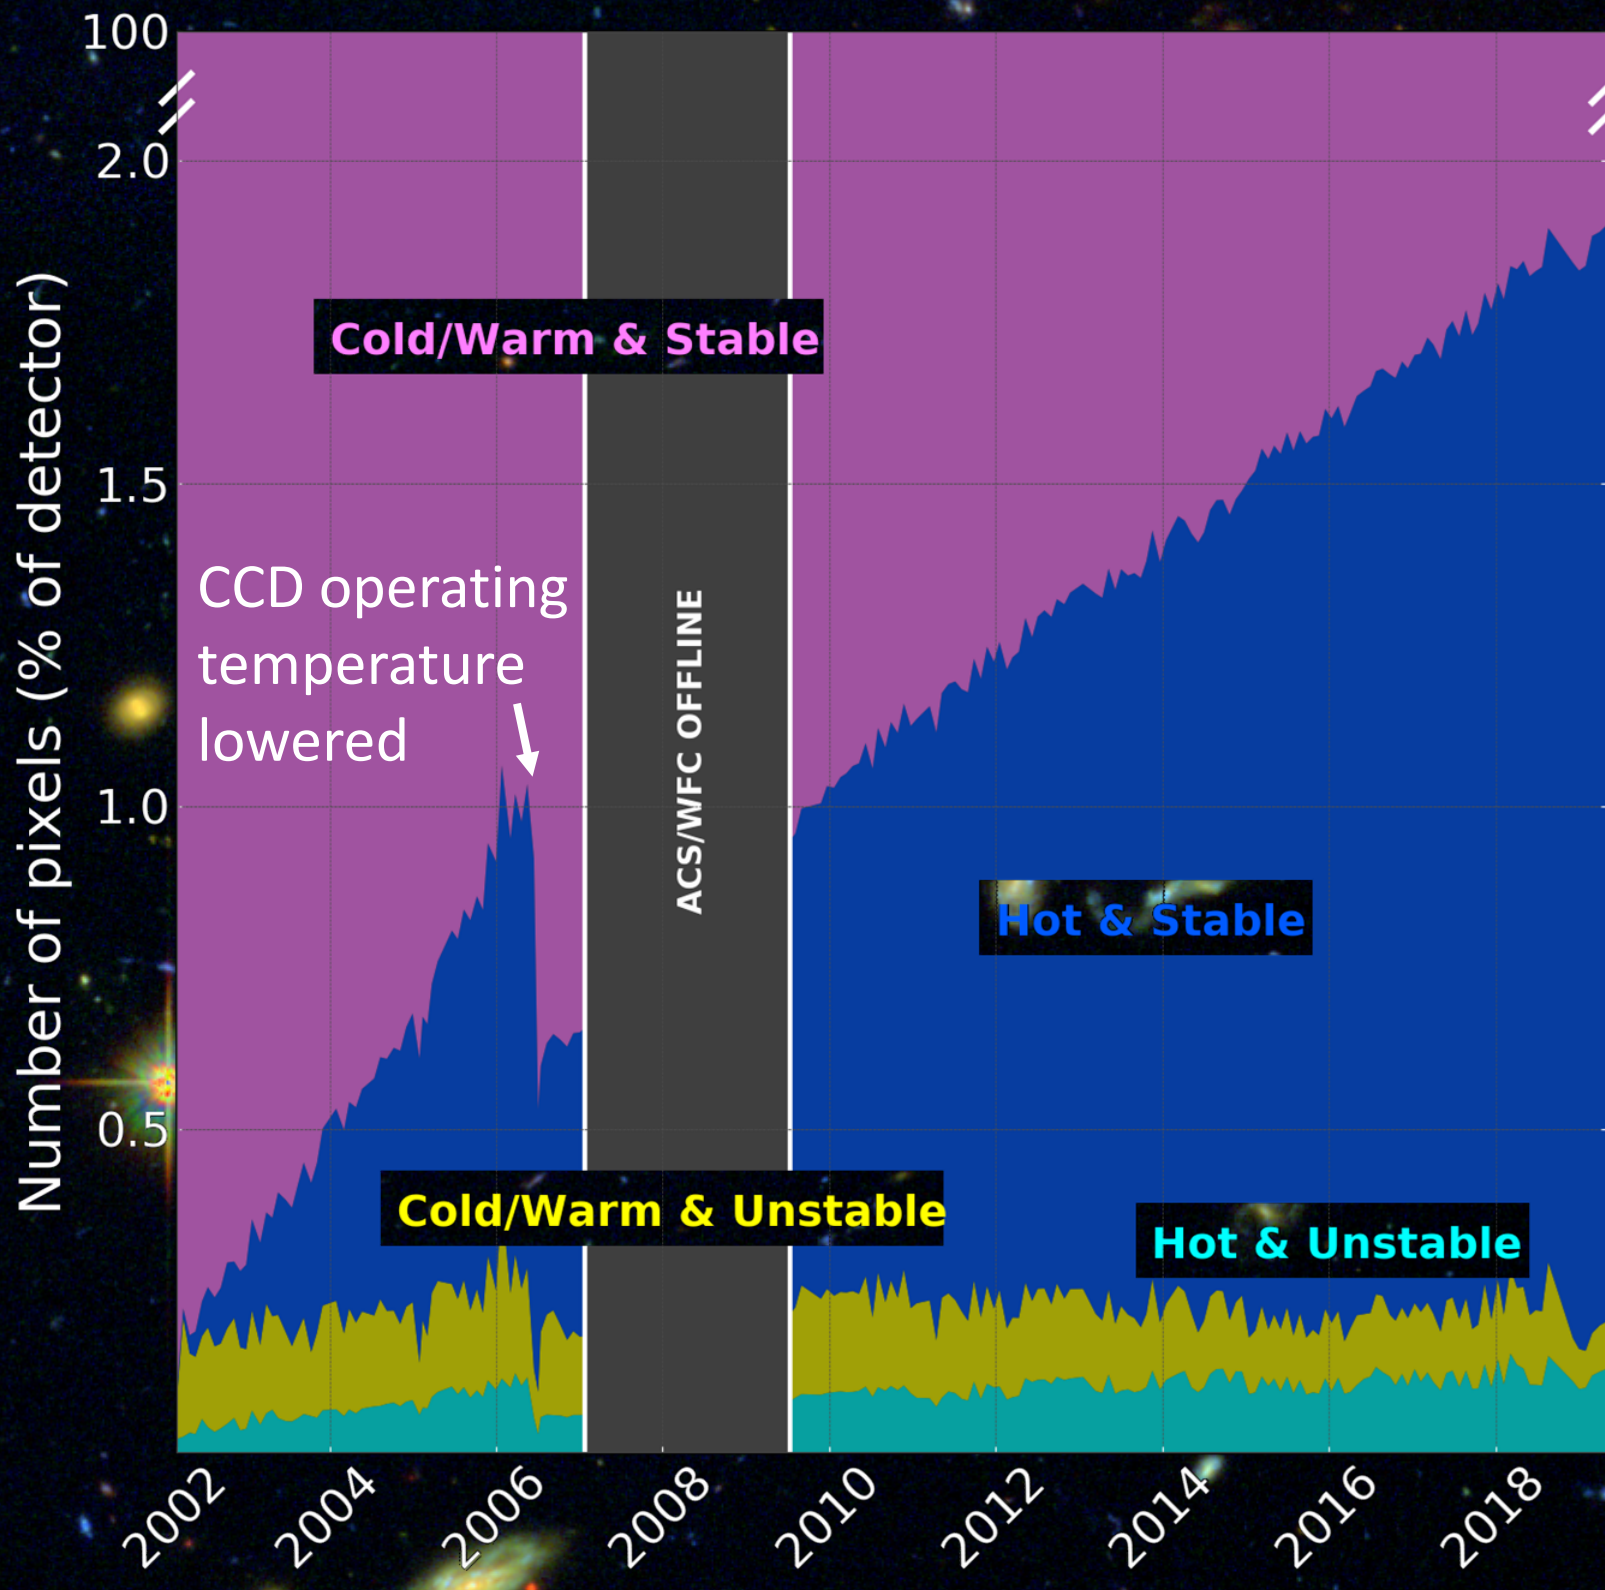 100
2.0
1.5
1.0
0.5
Number of pixels (% of detector)
Cold/Warm & Stable
CCD operating
temperature
lowered
ACS/WFC OFFLINE
Hot & Stable
Cold/Warm & Unstable
Hot & Unstable
2002 2004 2006 2008 2010 2012 2014 2016 2018